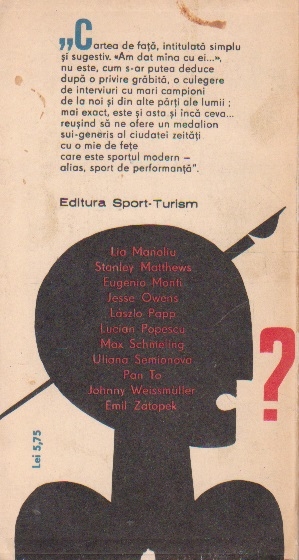 „Cartea de față, intitulată simplu
și sugestiv. «Am dat mîna cu ei...»,
nu este, cum s-ar putea deduce
după o privire grăbită, o culegere
de interviuri cu mari campioni
de la noi și din alte părți ale lumii ;
mai exact, este și asta și încă ceva...
reușind să ne ofere un medalion
sui-generis al ciudatei zeități
cu o mie de fețe
care este sportul modern —
alias, sport de performanță”.
Editura Sport-Turism
Lia Manoliu
Stanley Matthews
Eugenio Monti
Jesse Owens
László Papp
Lucian Popescu
Max Schmeling
Uliana Semionova
Pan To
Johnny Weissmüller
Emil Zátopek
?
Lei 5,75